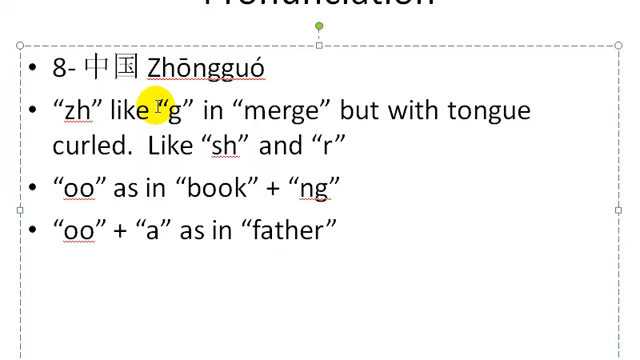 Pronunciation
8- 中国 Zhōngguó
“zh” like “g” in “merge” but with tongue
curled.  Like “sh” and “r”
“oo” as in “book” + “ng”
“oo” + “a” as in “father”